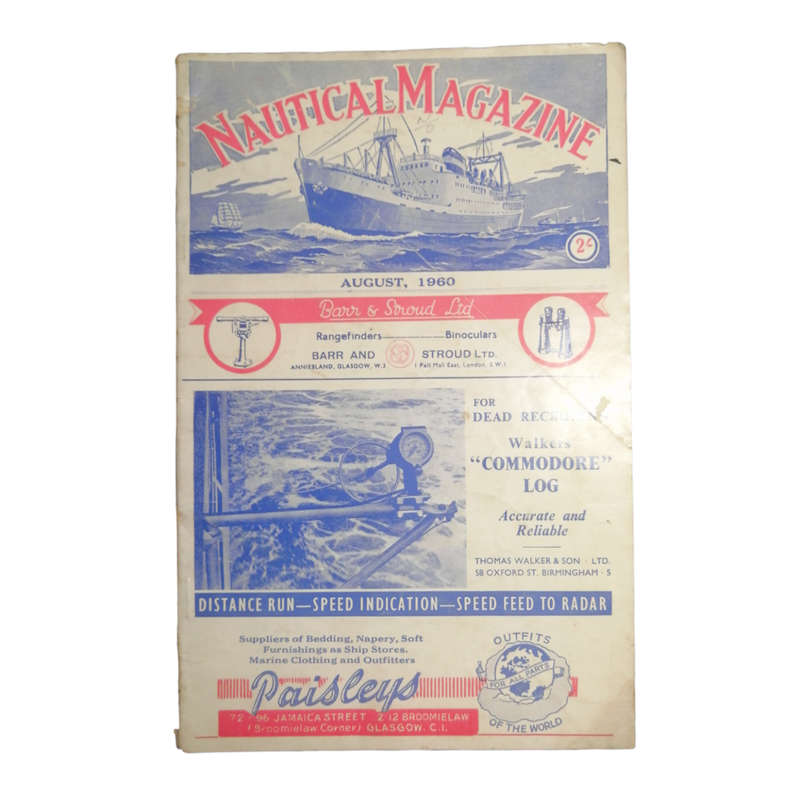 NAUTICAL MAGAZINE
2/-
AUGUST, 1960
Barr & Stroud Ltd
Rangefinders Binoculars
BARR AND STROUD LTD.
ANNIESLAND, GLASGOW, W.3 1 Pall Mall East, London, S.W.1
FOR
DEAD
Walkers
"COMMODORE"
LOG
Accurate and
Reliable
THOMAS WALKER & SON · LTD.
58 OXFORD ST. BIRMINGHAM · 5
DISTANCE RUN—SPEED INDICATION—SPEED FEED TO RADAR
Suppliers of Bedding, Napery, Soft
Furnishings as Ship Stores.
Marine Clothing and Outfitters
Paisleys
72 - 96 JAMAICA STREET 2/12 BROOMIELAW
(Broomielaw Corner) GLASGOW. C.I.
OUTFITS
FOR ALL PARTS
OF THE WORLD